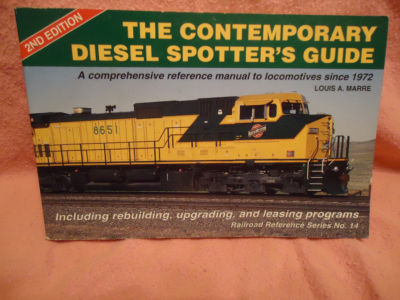 2ND EDITION
THE CONTEMPORARY
DIESEL SPOTTER'S GUIDE
A comprehensive reference manual to locomotives since 1972
LOUIS A. MARRE
8651
Including rebuilding, upgrading, and leasing programs
Railroad Reference Series No. 14